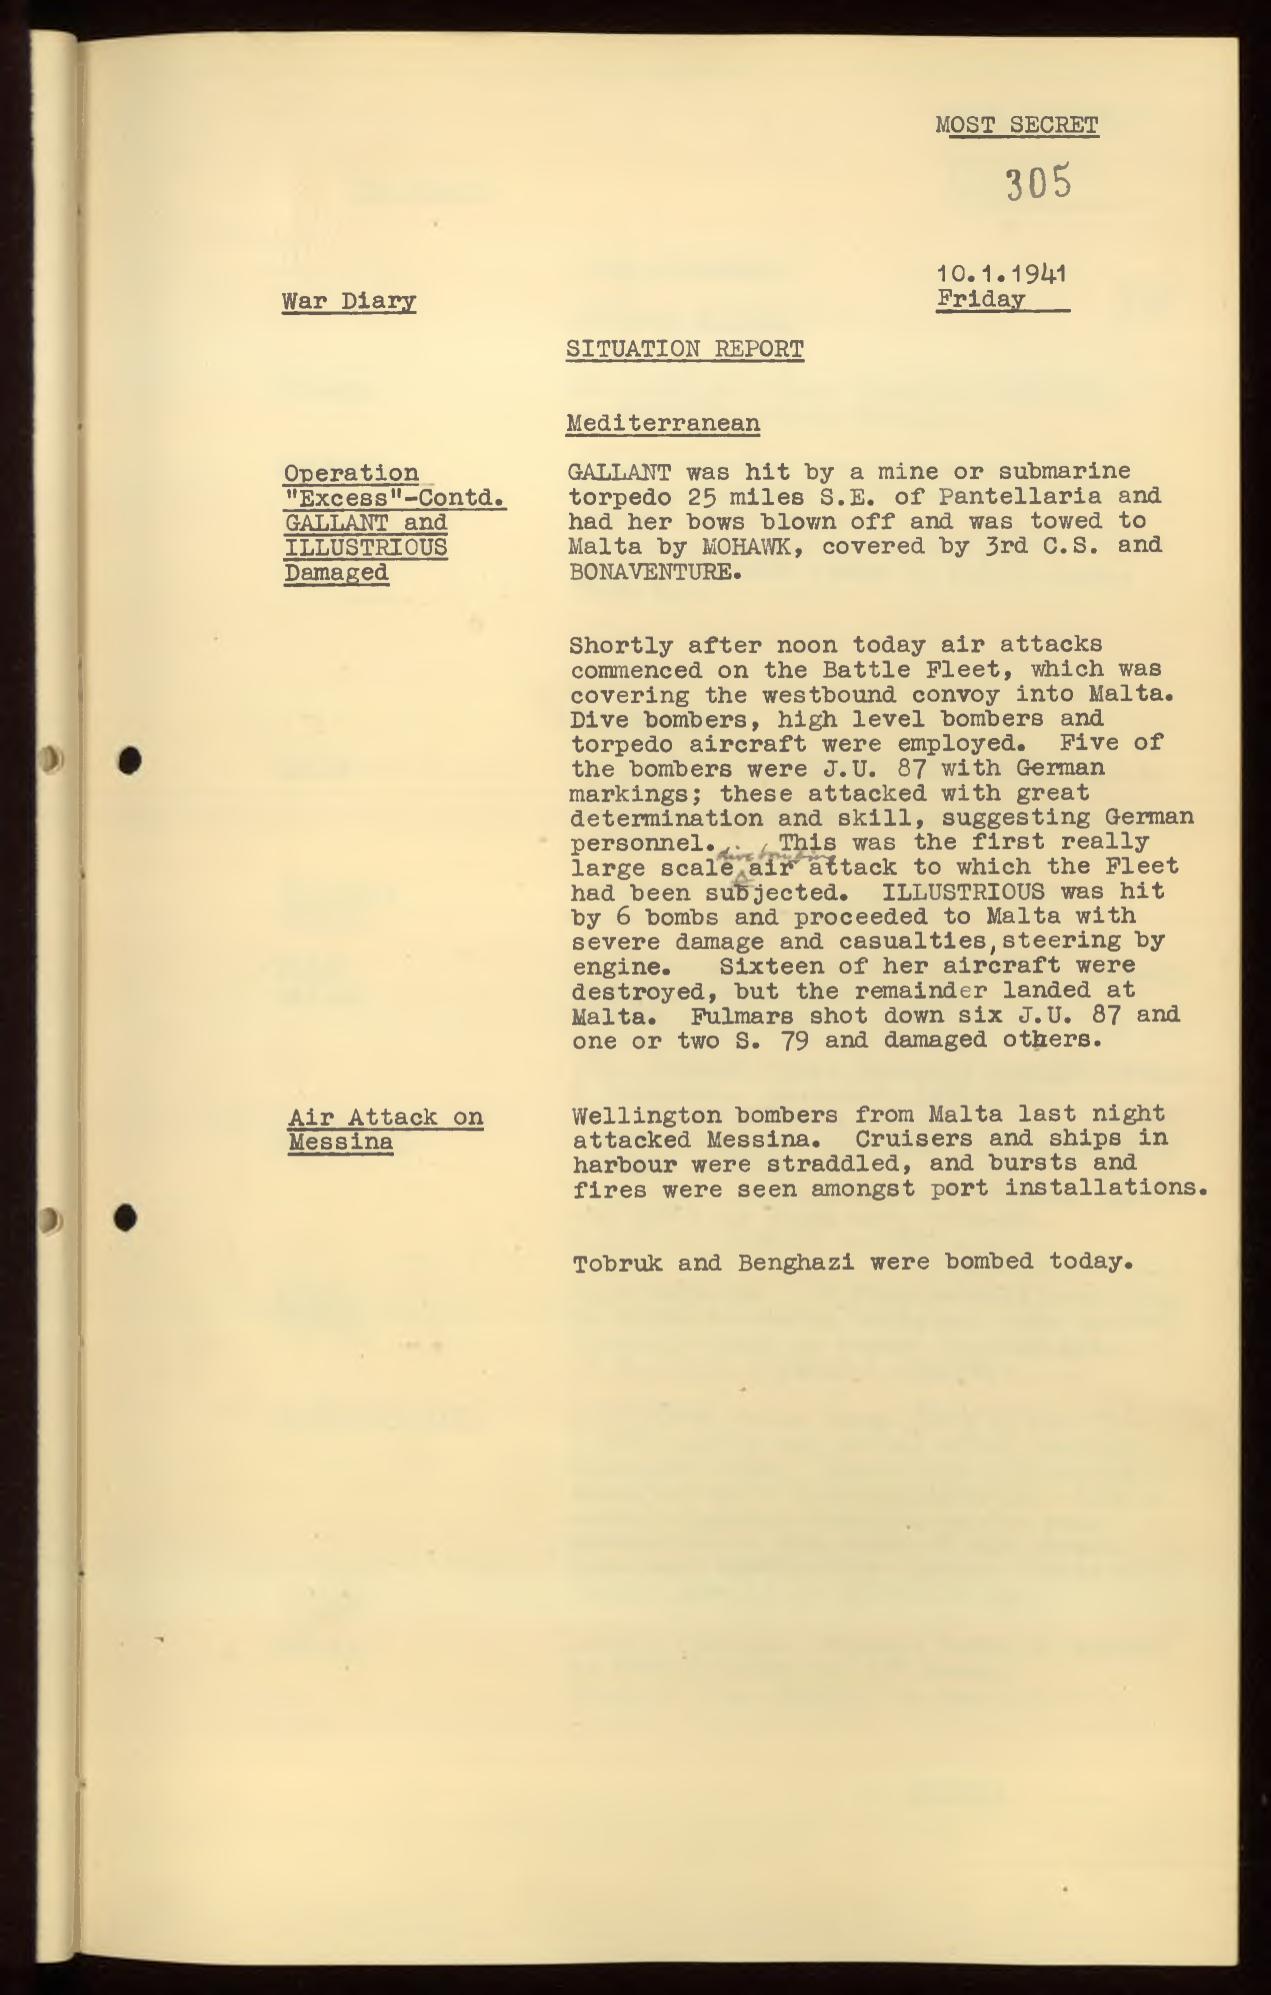 MOST SECRET
305
10.1.1941
Friday
War Diary
SITUATION REPORT
Mediterranean
Operation
"Excess"-Contd.
GALLANT and
ILLUSTRIOUS
Damaged
GALLANT was hit by a mine or submarine
torpedo 25 miles S.E. of Pantellaria and
had her bows blown off and was towed to
Malta by MOHAWK, covered by 3rd C.S. and
BONAVENTURE.
Shortly after noon today air attacks
commenced on the Battle Fleet, which was
covering the westbound convoy into Malta.
Dive bombers, high level bombers and
torpedo aircraft were employed. Five of
the bombers were J.U. 87 with German
markings; these attacked with great
determination and skill, suggesting German
personnel. This was the first really
dive bombing
large scale air attack to which the Fleet
had been subjected. ILLUSTRIOUS was hit
by 6 bombs and proceeded to Malta with
severe damage and casualties, steering by
engine. Sixteen of her aircraft were
destroyed, but the remainder landed at
Malta. Fulmars shot down six J.U. 87 and
one or two S. 79 and damaged others.
Air Attack on
Messina
Wellington bombers from Malta last night
attacked Messina. Cruisers and ships in
harbour were straddled, and bursts and
fires were seen amongst port installations.
Tobruk and Benghazi were bombed today.